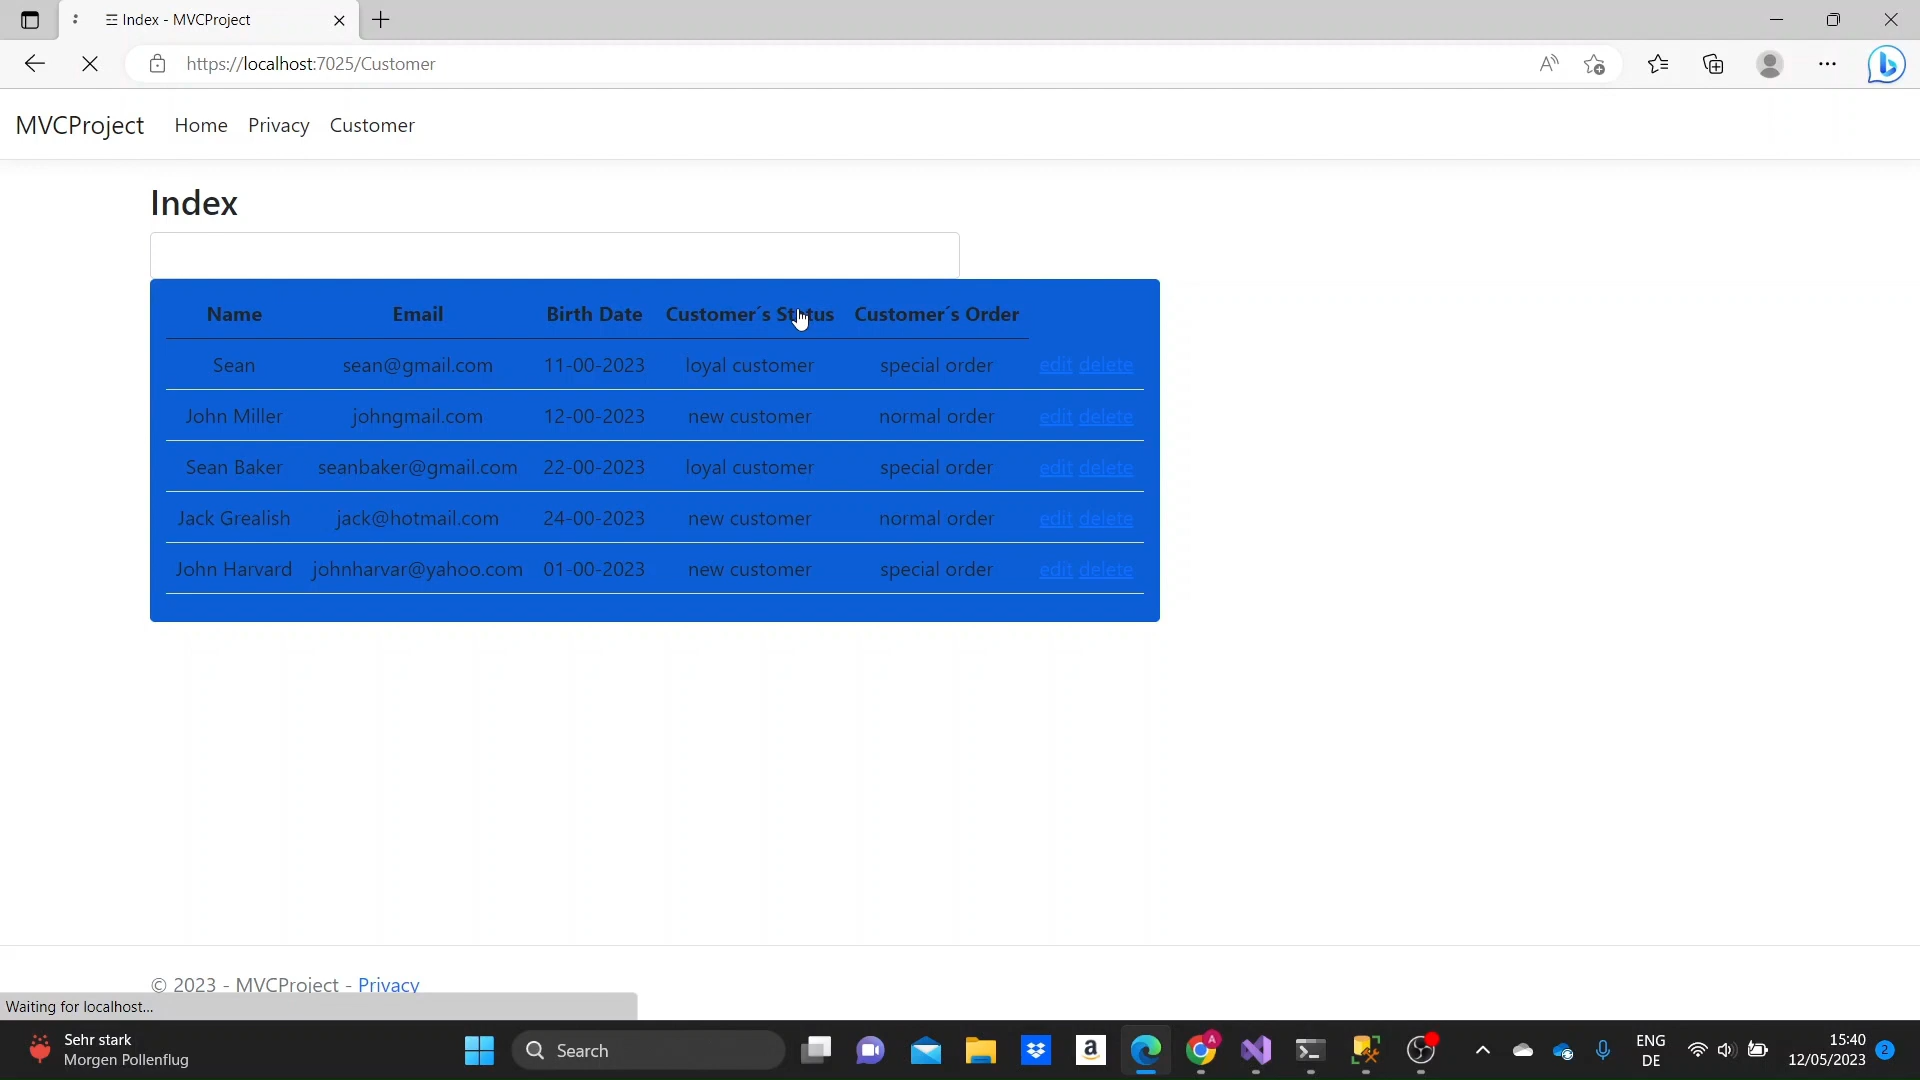 Index - MVCProject
https://localhost:7025/Customer
MVCProject Home Privacy Customer
Index
Name Email Birth Date Customer´s Status Customer´s Order
Sean sean@gmail.com 11-00-2023 loyal customer special order edit delete
John Miller johngmail.com 12-00-2023 new customer normal order edit delete
Sean Baker seanbaker@gmail.com 22-00-2023 loyal customer special order edit delete
Jack Grealish jack@hotmail.com 24-00-2023 new customer normal order edit delete
John Harvard johnharvar@yahoo.com 01-00-2023 new customer special order edit delete
© 2023 - MVCProject - Privacy
Waiting for localhost...
Sehr stark
Morgen Pollenflug
Search
ENG
DE
15:40
12/05/2023
2